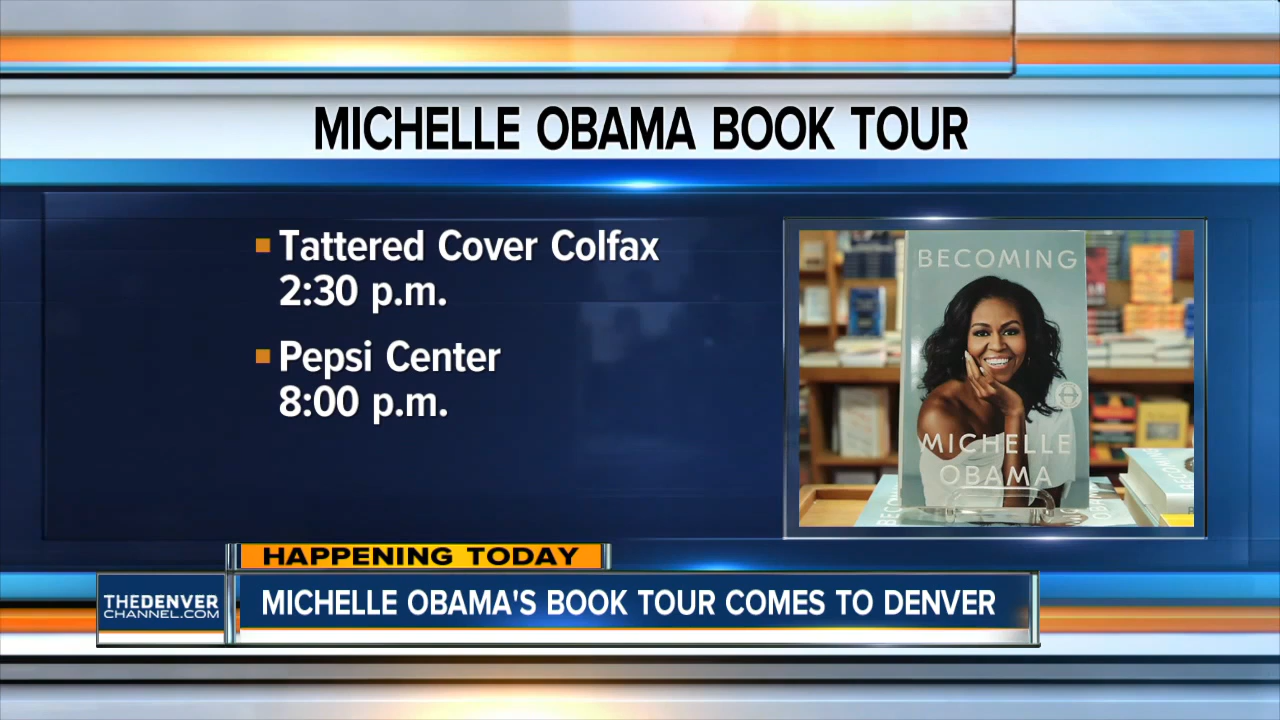 MICHELLE OBAMA BOOK TOUR
Tattered Cover Colfax
2:30 p.m.
Pepsi Center
8:00 p.m.
BECOMING
MICHELLE
OBAMA
HAPPENING TODAY
THEDENVER
CHANNEL.COM
MICHELLE OBAMA'S BOOK TOUR COMES TO DENVER